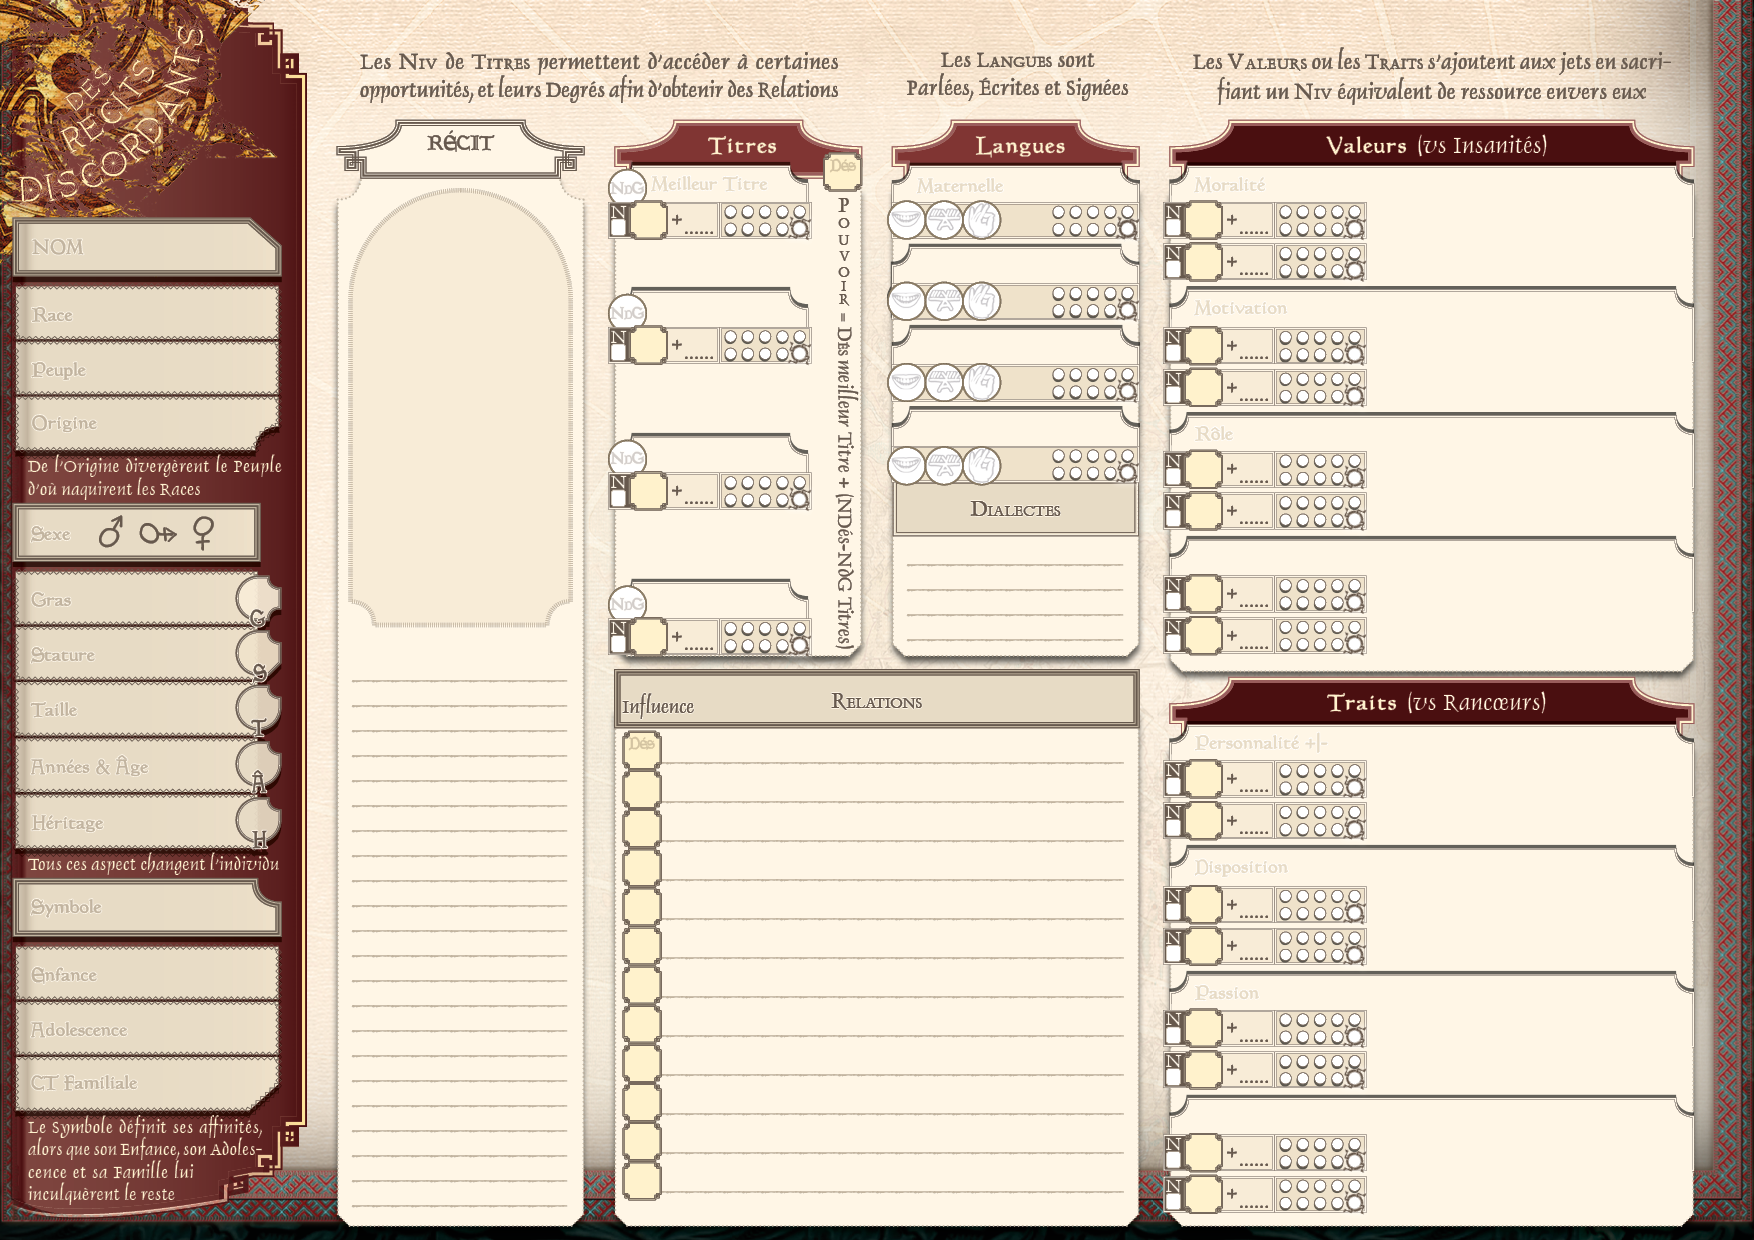 DES
RÉCITS
DISCORDANTS
NOM
Race
Peuple
Origine
De l'Origine divergèrent le Peuple
d'où naquirent les Races
Sexe ♂ ♀
Gras G
Stature S
Taille T
Années & Âge Â
Héritage H
Tous ces aspect changent l'individu
Symbole
Enfance
Adolescence
CT Familiale
Le Symbole définit ses affinités,
alors que son Enfance, son Adoles-
cence et sa Famille lui
inculquèrent le reste
Les Niv de Titres permettent d'accéder à certaines
opportunités, et leurs Degrés afin d'obtenir des Relations
RÉCIT
Titres
Dés
NdG Meilleur Titre
N + ......
NdG
N + ......
NdG
N + ......
NdG
N + ......
Pouvoir = Dés meilleur Titre + (NDés-NdG Titres)
Les Langues sont
Parlées, Écrites et Signées
Langues
Maternelle
Dialectes
Influence Relations
Dés
Les Valeurs ou les Traits s'ajoutent aux jets en sacri-
fiant un Niv équivalent de ressource envers eux
Valeurs (vs Insanités)
Moralité
N + ......
N + ......
Motivation
N + ......
N + ......
Rôle
N + ......
N + ......
N + ......
N + ......
Traits (vs Rancœurs)
Personnalité +|-
N + ......
N + ......
Disposition
N + ......
N + ......
Passion
N + ......
N + ......
N + ......
N + ......